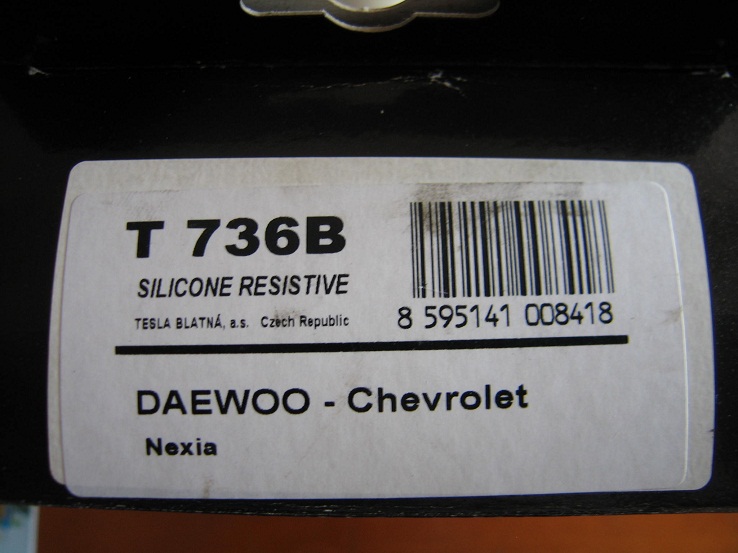 T 736B
SILICONE RESISTIVE
TESLA BLATNÁ, a.s. Czech Republic
8 595141 008418
DAEWOO - Chevrolet
Nexia